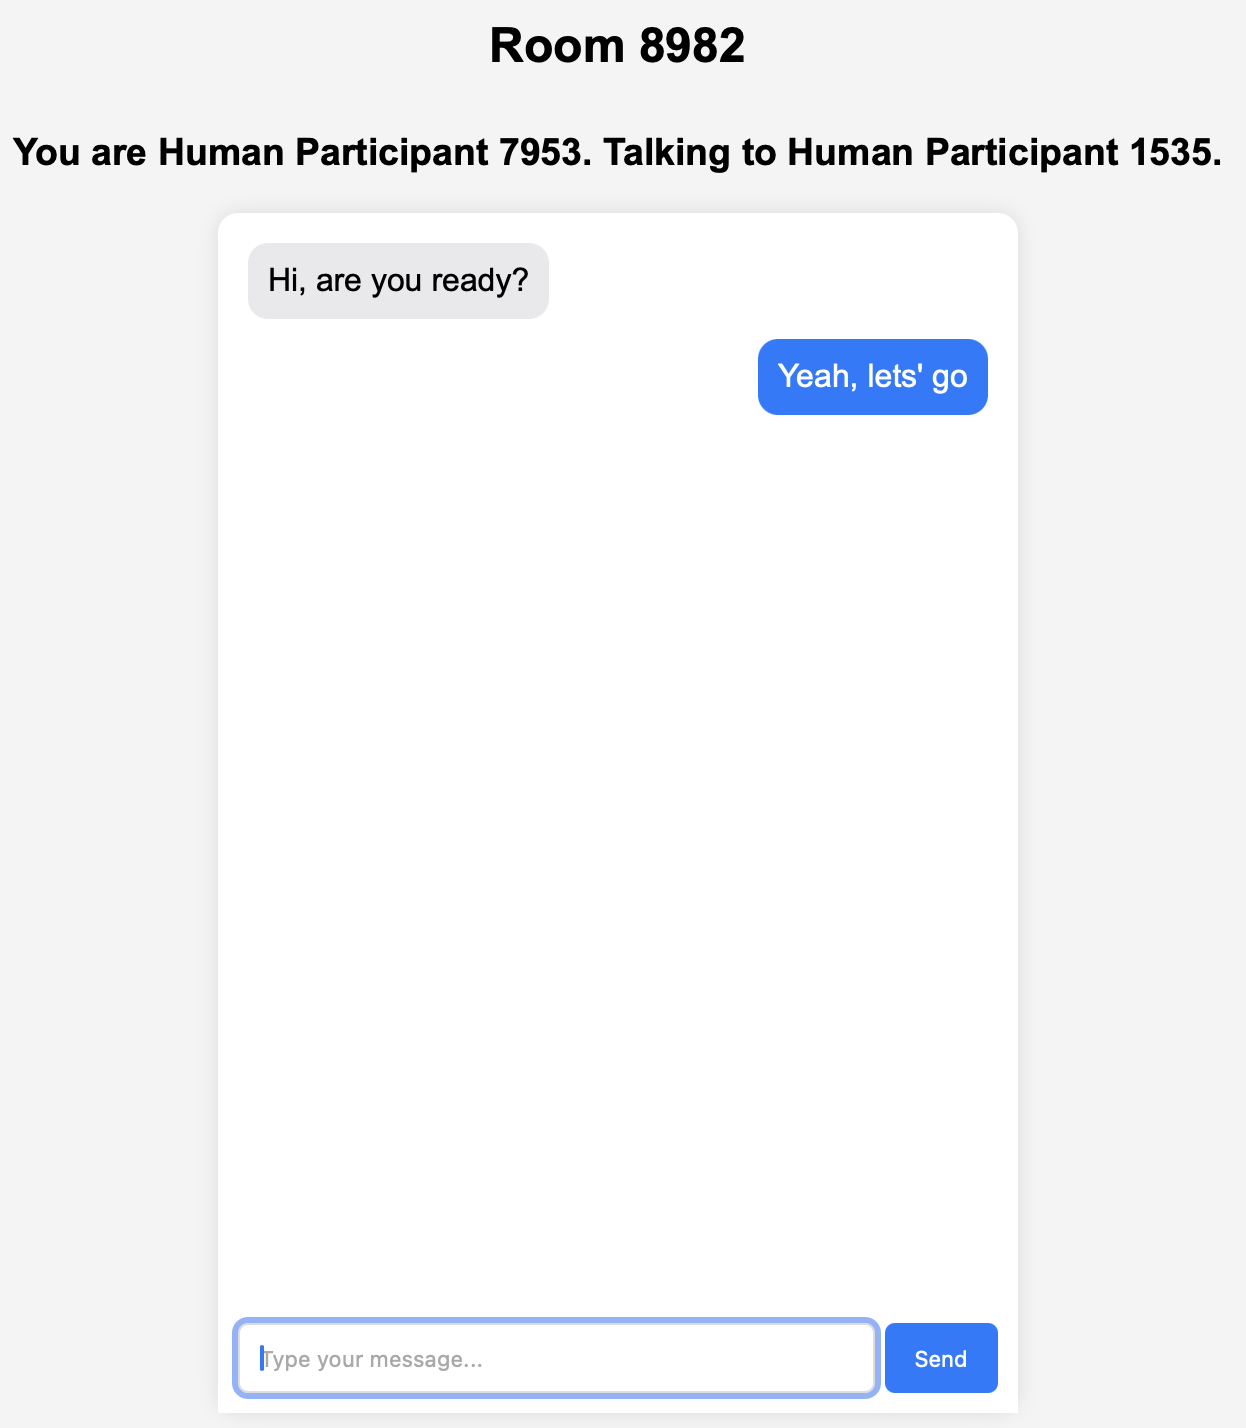 Room 8982
You are Human Participant 7953. Talking to Human Participant 1535.
Hi, are you ready?
Yeah, lets' go
Type your message...
Send